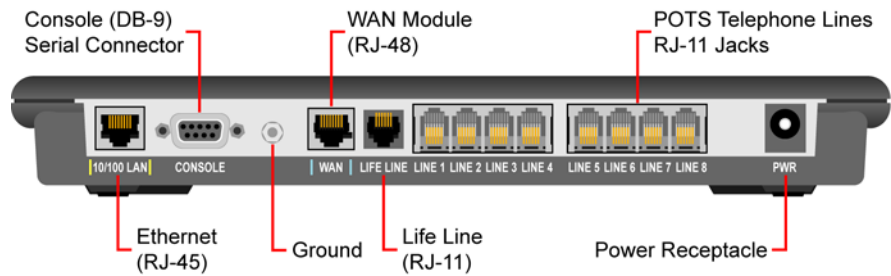 Console (DB-9)
Serial Connector
WAN Module
(RJ-48)
POTS Telephone Lines
RJ-11 Jacks
10/100 LAN
CONSOLE
WAN
LIFE LINE
LINE 1 LINE 2 LINE 3 LINE 4
LINE 5 LINE 6 LINE 7 LINE 8
PWR
Ethernet
(RJ-45)
Ground
Life Line
(RJ-11)
Power Receptacle